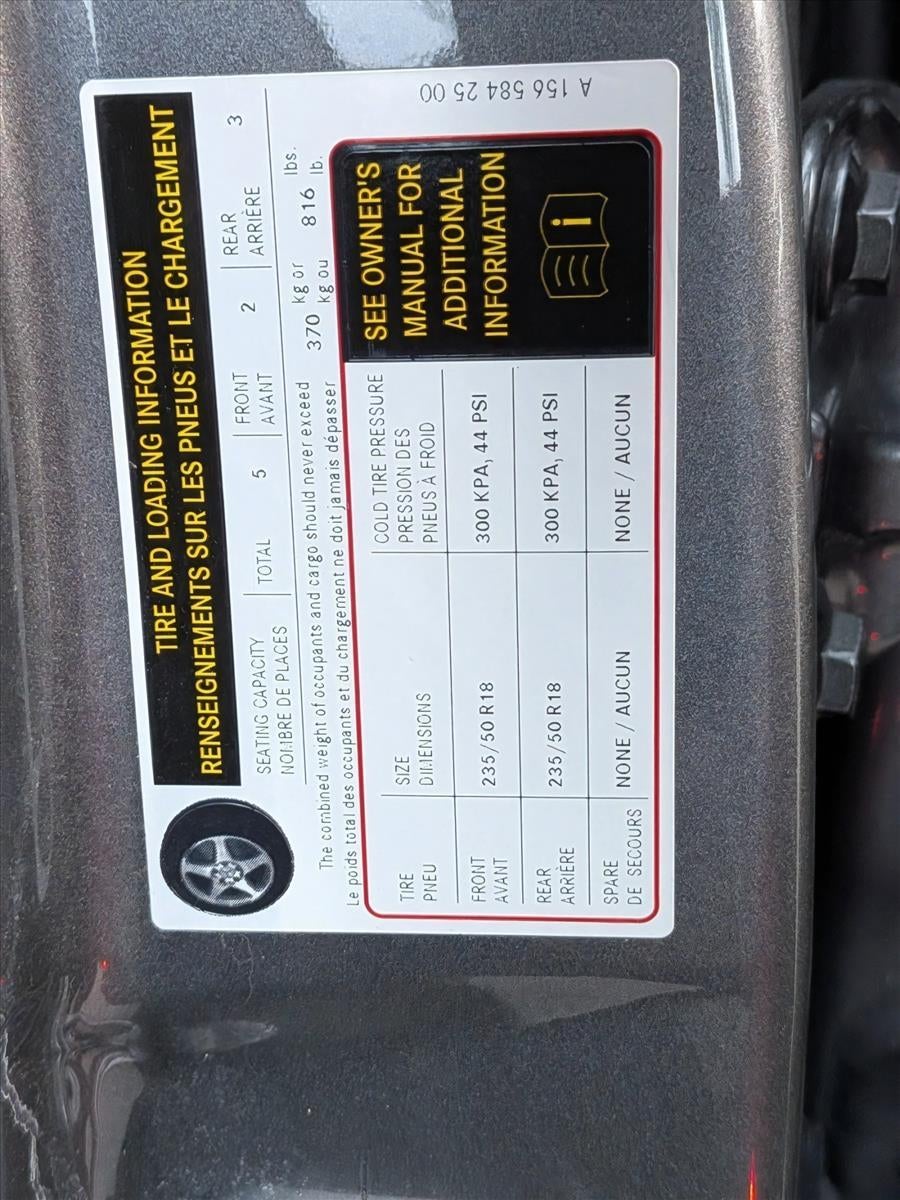 TIRE AND LOADING INFORMATION
RENSEIGNEMENTS SUR LES PNEUS ET LE CHARGEMENT
SEATING CAPACITY
NOMBRE DE PLACES
TOTAL 5
FRONT
AVANT
2
REAR
ARRIÈRE
3
The combined weight of occupants and cargo should never exceed 370 kg or 816 lbs.
Le poids total des occupants et du chargement ne doit jamais dépasser kg ou lb.
TIRE
PNEU
SIZE
DIMENSIONS
COLD TIRE PRESSURE
PRESSION DES
PNEUS À FROID
FRONT
AVANT
235/50 R18
300 KPA, 44 PSI
REAR
ARRIÈRE
235/50 R18
300 KPA, 44 PSI
SPARE
DE SECOURS
NONE / AUCUN
NONE / AUCUN
SEE OWNER'S
MANUAL FOR
ADDITIONAL
INFORMATION
i
A 156 584 25 00